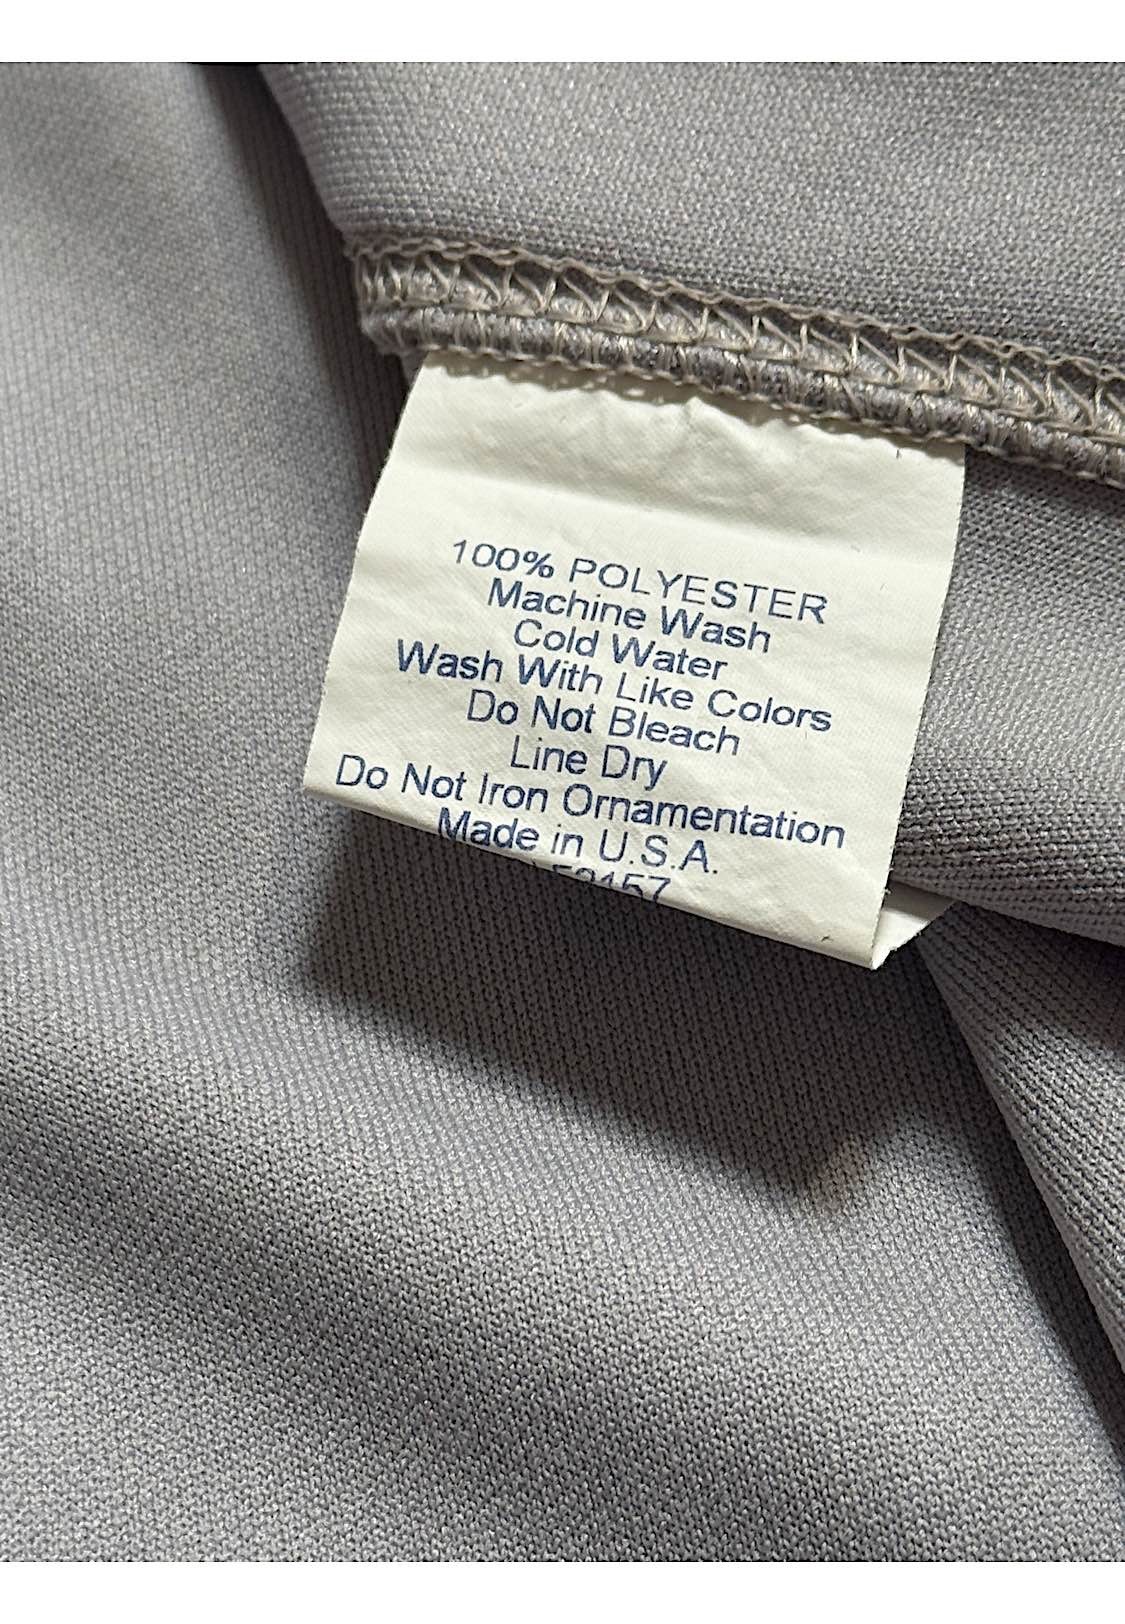 100% POLYESTER
Machine Wash
Cold Water
Wash With Like Colors
Do Not Bleach
Line Dry
Do Not Iron Ornamentation
Made in U.S.A.